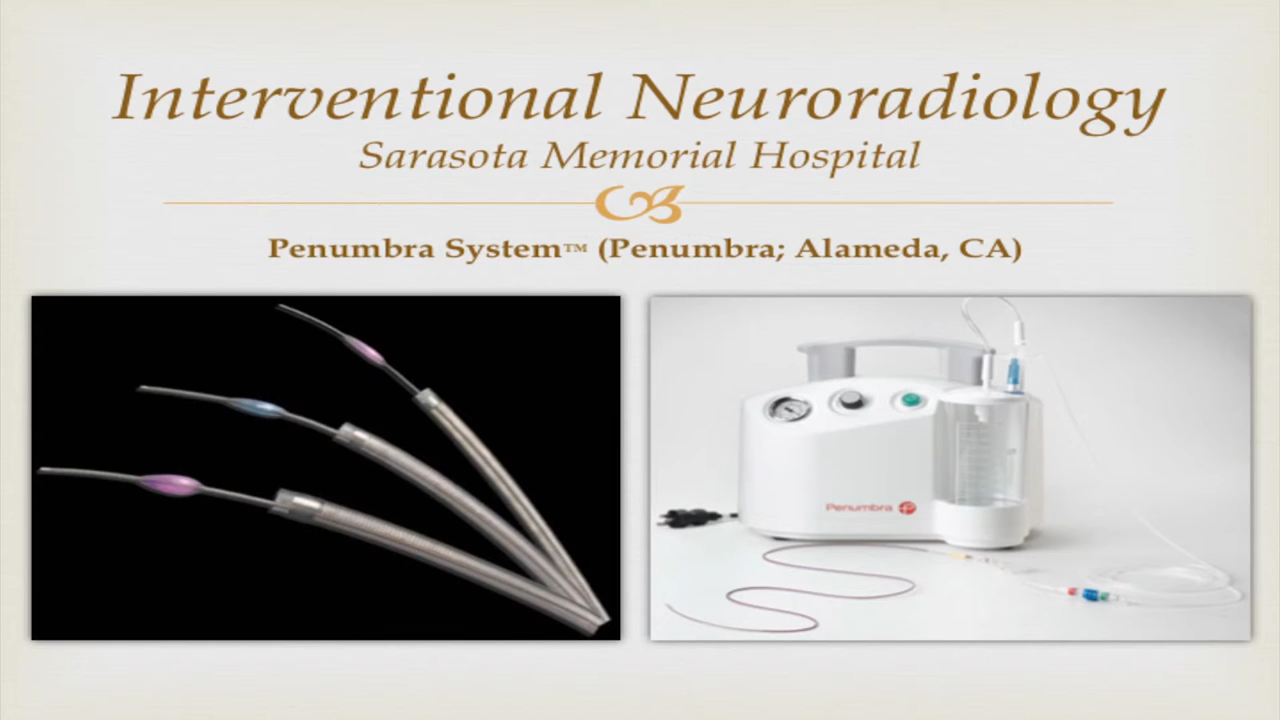 Interventional Neuroradiology
Sarasota Memorial Hospital
Penumbra System™ (Penumbra; Alameda, CA)
Penumbra